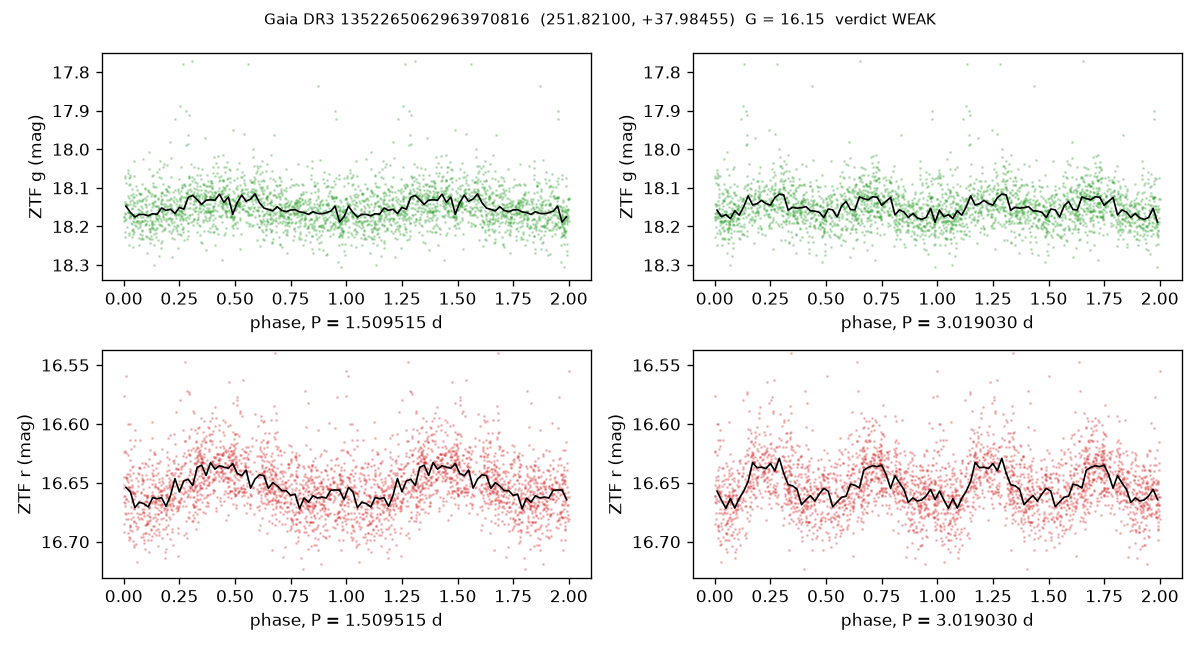 Gaia DR3 1352265062963970816  (251.82100, +37.98455)  G = 16.15  verdict WEAK
ZTF g (mag)
17.8
17.9
18.0
18.1
18.2
18.3
0.00 0.25 0.50 0.75 1.00 1.25 1.50 1.75 2.00
phase, P = 1.509515 d
ZTF g (mag)
17.8
17.9
18.0
18.1
18.2
18.3
0.00 0.25 0.50 0.75 1.00 1.25 1.50 1.75 2.00
phase, P = 3.019030 d
ZTF r (mag)
16.55
16.60
16.65
16.70
0.00 0.25 0.50 0.75 1.00 1.25 1.50 1.75 2.00
phase, P = 1.509515 d
ZTF r (mag)
16.55
16.60
16.65
16.70
0.00 0.25 0.50 0.75 1.00 1.25 1.50 1.75 2.00
phase, P = 3.019030 d